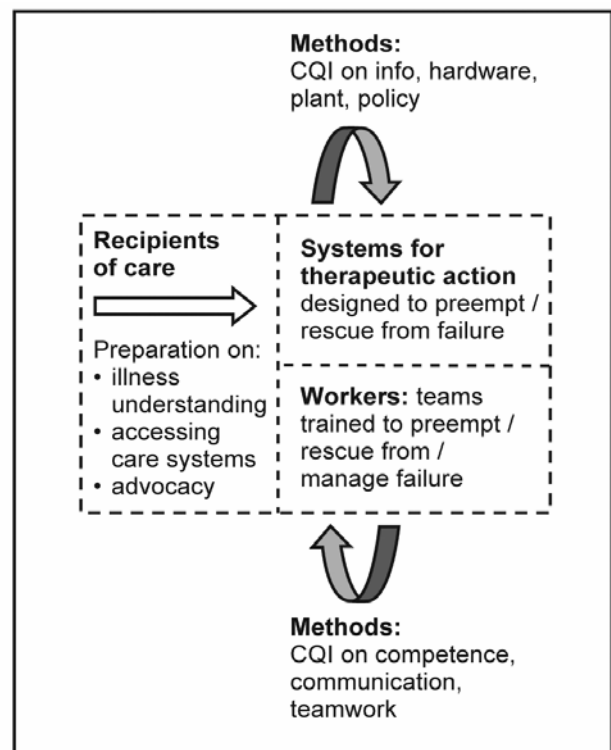 Methods:
CQI on info, hardware,
plant, policy
Recipients
of care
Preparation on:
• illness
understanding
• accessing
care systems
• advocacy
Systems for
therapeutic action
designed to preempt /
rescue from failure
Workers: teams
trained to preempt /
rescue from /
manage failure
Methods:
CQI on competence,
communication,
teamwork